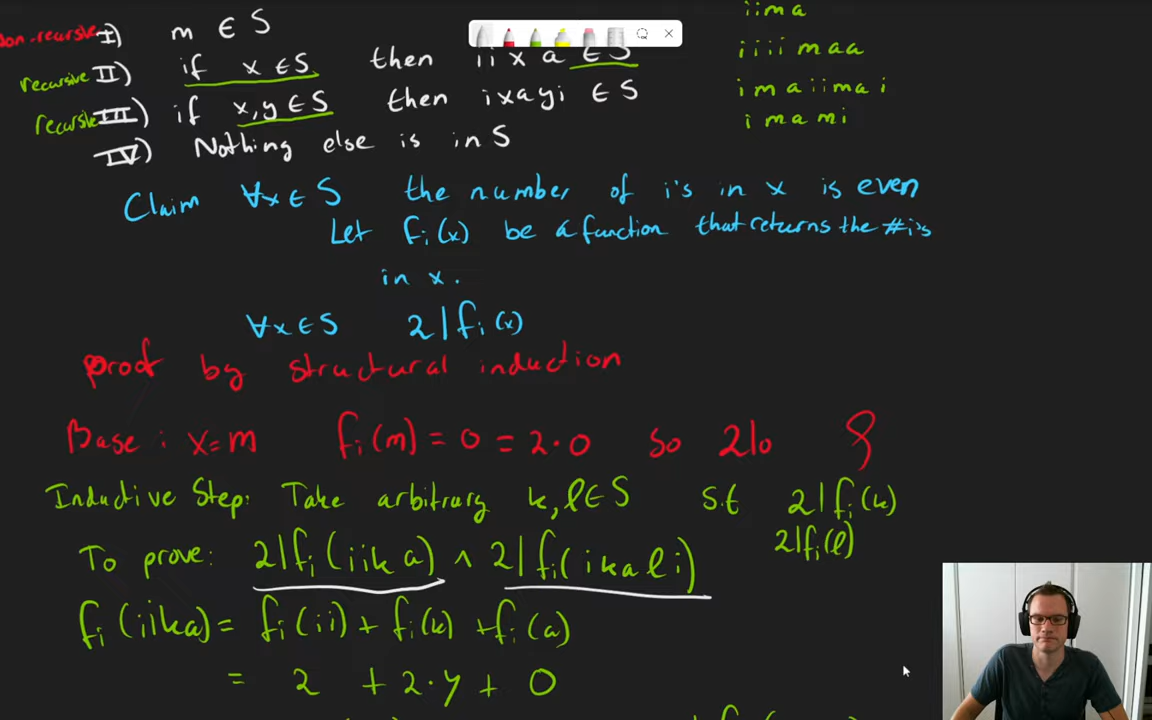 Non-recursive I) m ∈ S
recursive II) if x ∈ S then iixa ∈ S
recursive III) if x,y ∈ S then ixayi ∈ S
IV) Nothing else is in S
iima
iiiimaa
imaiimai
imami
Claim ∀x ∈ S the number of i's in x is even
Let fi(x) be a function that returns the #i's
in x.
∀x ∈ S 2|fi(x)
proof by structural induction
Base: x=m fi(m) = 0 = 2·0 so 2|0
Inductive Step: Take arbitrary k,l ∈ S s.t 2|fi(k)
2|fi(l)
To prove: 2|fi(iika) ∧ 2|fi(ikali)
fi(iika) = fi(ii) + fi(k) + fi(a)
= 2 + 2·y + 0